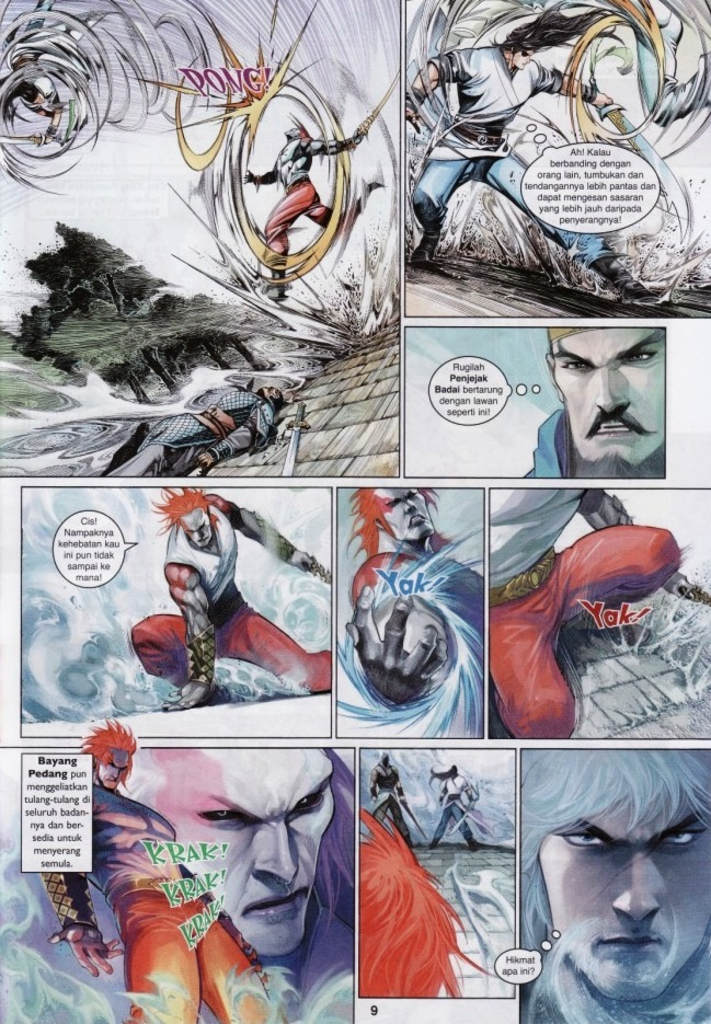 PONG!
Ah! Kalau
berbanding dengan
orang lain, tumbukan dan
tendangannya lebih pantas dan
dapat mengesan sasaran
yang lebih jauh daripada
penyerangnya!
Rugilah
Penjejak
Badai bertarung
dengan lawan
seperti ini!
Cis!
Nampaknya
kehebatan kau
ini pun tidak
sampai ke
mana!
Yak!
Yak!
Bayang
Pedang pun
menggeliatkan
tulang-tulang di
seluruh badan-
nya dan ber-
sedia untuk
menyerang
semula.
KRAK!
KRAK!
KRAK!
Hikmat
apa ini?
9